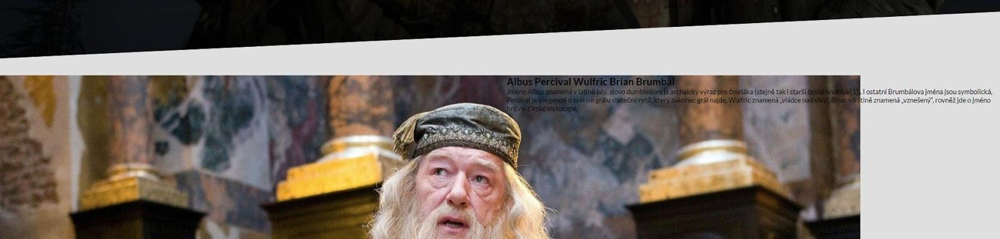 Albus Percival Wulfric Brian Brumbál
Jméno Albus znamená v latině bílý, slovo dumbledore je archaický výraz pro čmeláka (stejně tak i starší české brumbál[1]). I ostatní Brumbálova jména jsou symbolická,
Percival je v legendě o svatém grálu statečný rytíř, který nakonec grál najde, Wulfric znamená „vládce nad vlky“, Brian v irštině znamená „vznešený“, rovněž jde o jméno
hrdiny z irské mytologie.